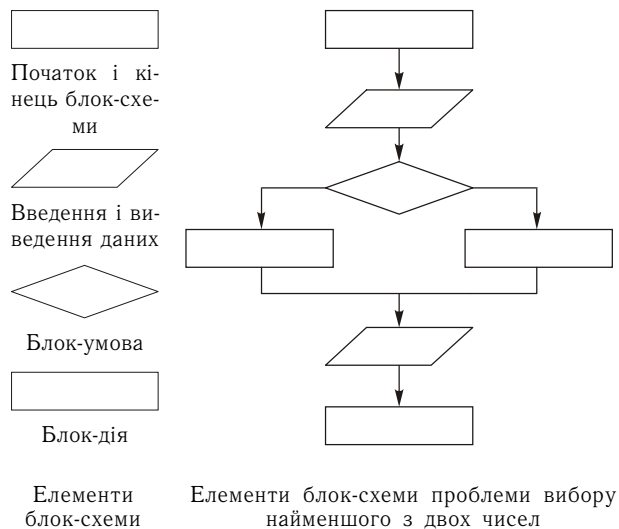 Початок і кі-
нець блок-схе-
ми
Введення і ви-
ведення даних
Блок-умова
Блок-дія
Елементи
блок-схеми
Елементи блок-схеми проблеми вибору
найменшого з двох чисел